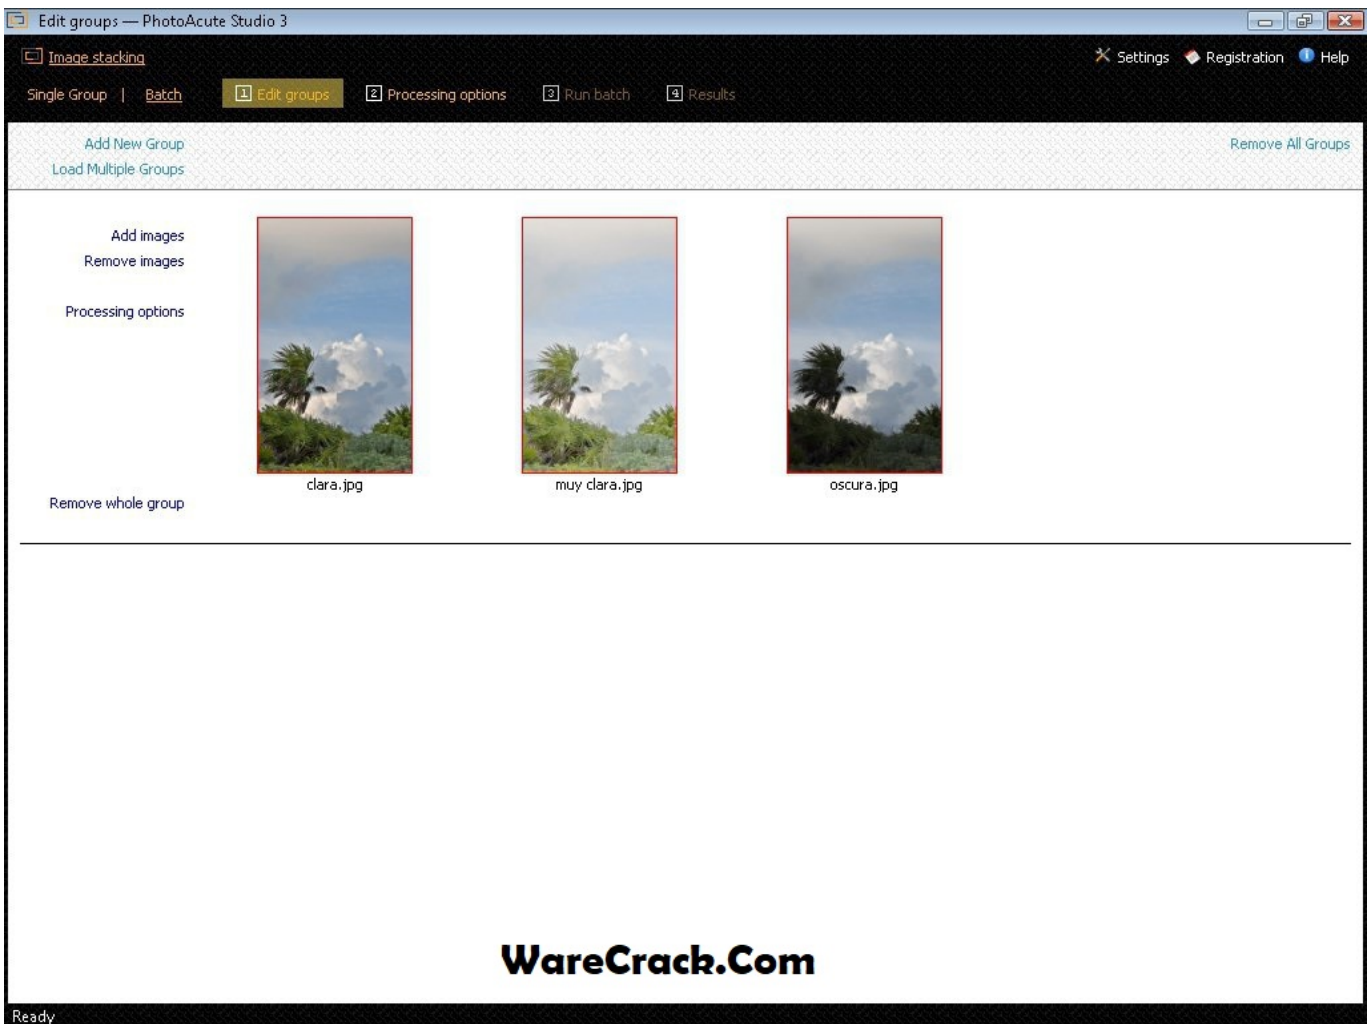 Edit groups — PhotoAcute Studio 3
Image stacking
Settings Registration Help
Single Group | Batch 1 Edit groups 2 Processing options 3 Run batch 4 Results
Add New Group
Remove All Groups
Load Multiple Groups
Add images
Remove images
Processing options
clara.jpg muy clara.jpg oscura.jpg
Remove whole group
WareCrack.Com
Ready